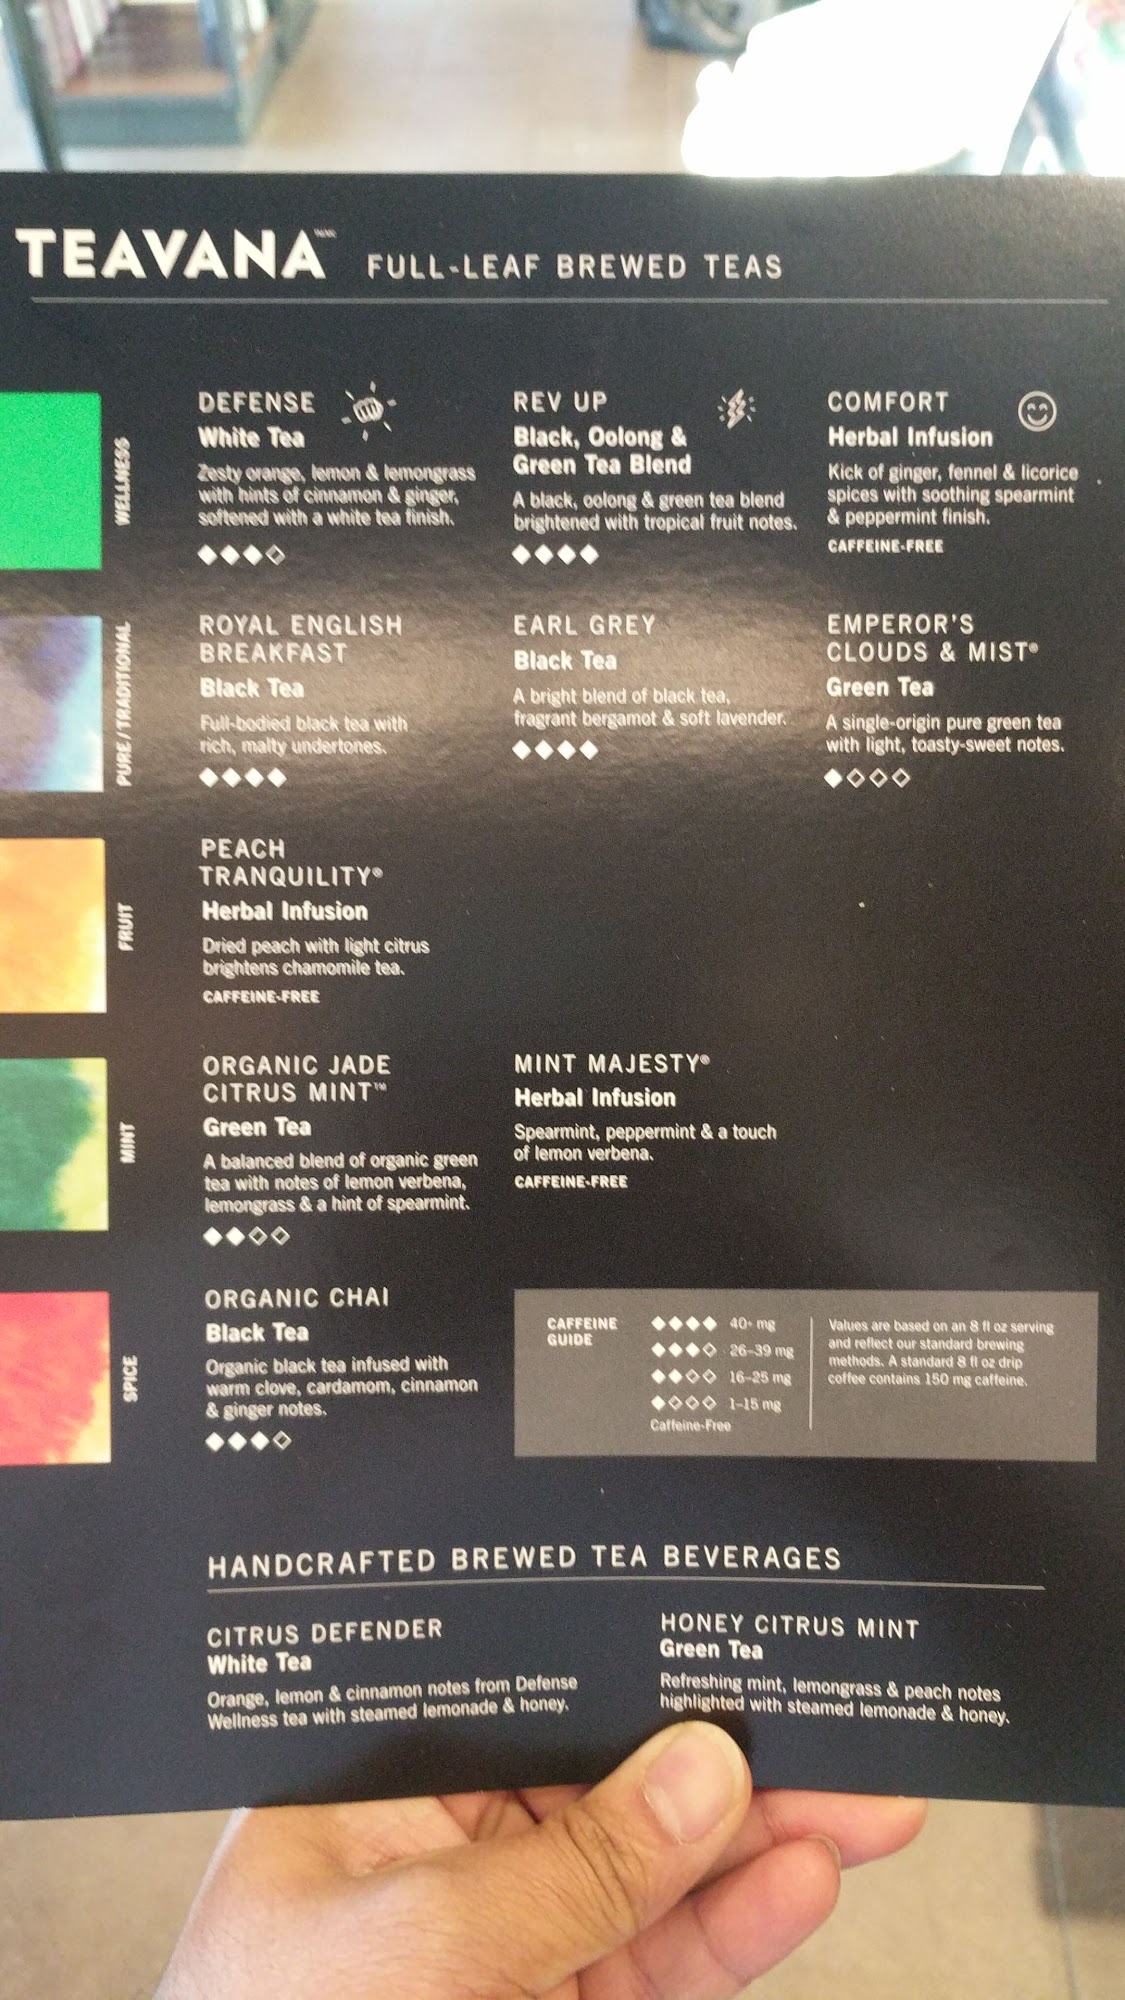 TEAVANA™ FULL-LEAF BREWED TEAS
WELLNESS
DEFENSE
White Tea
Zesty orange, lemon & lemongrass
with hints of cinnamon & ginger,
softened with a white tea finish.
◆◆◆◇
REV UP
Black, Oolong &
Green Tea Blend
A black, oolong & green tea blend
brightened with tropical fruit notes.
◆◆◆◆
COMFORT
Herbal Infusion
Kick of ginger, fennel & licorice
spices with soothing spearmint
& peppermint finish.
CAFFEINE-FREE
PURE / TRADITIONAL
ROYAL ENGLISH
BREAKFAST
Black Tea
Full-bodied black tea with
rich, malty undertones.
◆◆◆◆
EARL GREY
Black Tea
A bright blend of black tea,
fragrant bergamot & soft lavender.
◆◆◆◆
EMPEROR'S
CLOUDS & MIST®
Green Tea
A single-origin pure green tea
with light, toasty-sweet notes.
◆◇◇◇
FRUIT
PEACH
TRANQUILITY®
Herbal Infusion
Dried peach with light citrus
brightens chamomile tea.
CAFFEINE-FREE
MINT
ORGANIC JADE
CITRUS MINT™
Green Tea
A balanced blend of organic green
tea with notes of lemon verbena,
lemongrass & a hint of spearmint.
◆◆◇◇
MINT MAJESTY®
Herbal Infusion
Spearmint, peppermint & a touch
of lemon verbena.
CAFFEINE-FREE
SPICE
ORGANIC CHAI
Black Tea
Organic black tea infused with
warm clove, cardamom, cinnamon
& ginger notes.
◆◆◆◇
CAFFEINE
GUIDE
◆◆◆◆ 40+ mg
◆◆◆◇ 26–39 mg
◆◆◇◇ 16–25 mg
◆◇◇◇ 1–15 mg
Caffeine-Free
Values are based on an 8 fl oz serving
and reflect our standard brewing
methods. A standard 8 fl oz drip
coffee contains 150 mg caffeine.
HANDCRAFTED BREWED TEA BEVERAGES
CITRUS DEFENDER
White Tea
Orange, lemon & cinnamon notes from Defense
Wellness tea with steamed lemonade & honey.
HONEY CITRUS MINT
Green Tea
Refreshing mint, lemongrass & peach notes
highlighted with steamed lemonade & honey.